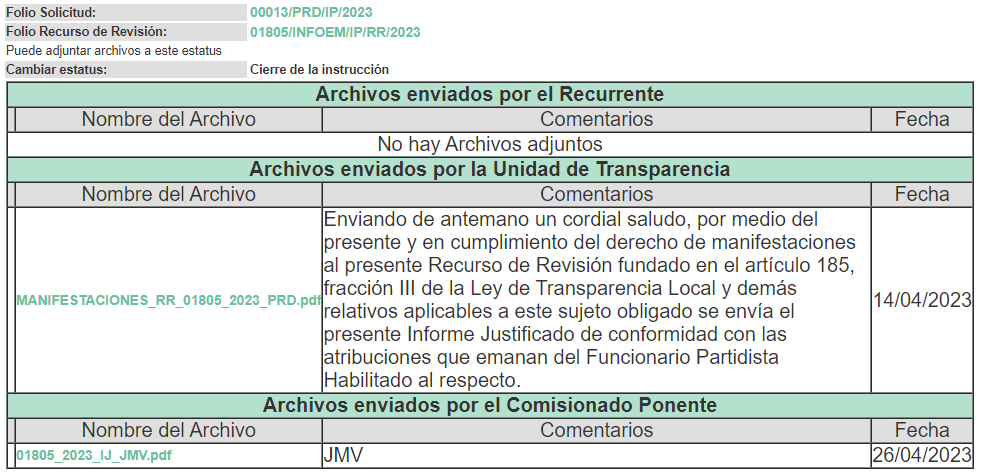 Folio Solicitud: 00013/PRD/IP/2023
Folio Recurso de Revisión: 01805/INFOEM/IP/RR/2023
Puede adjuntar archivos a este estatus
Cambiar estatus: Cierre de la instrucción
Archivos enviados por el Recurrente
Nombre del Archivo Comentarios Fecha
No hay Archivos adjuntos
Archivos enviados por la Unidad de Transparencia
Nombre del Archivo Comentarios Fecha
MANIFESTACIONES_RR_01805_2023_PRD.pdf
Enviando de antemano un cordial saludo, por medio del
presente y en cumplimiento del derecho de manifestaciones
al presente Recurso de Revisión fundado en el artículo 185,
fracción III de la Ley de Transparencia Local y demás
relativos aplicables a este sujeto obligado se envía el
presente Informe Justificado de conformidad con las
atribuciones que emanan del Funcionario Partidista
Habilitado al respecto.
14/04/2023
Archivos enviados por el Comisionado Ponente
Nombre del Archivo Comentarios Fecha
01805_2023_IJ_JMV.pdf JMV 26/04/2023